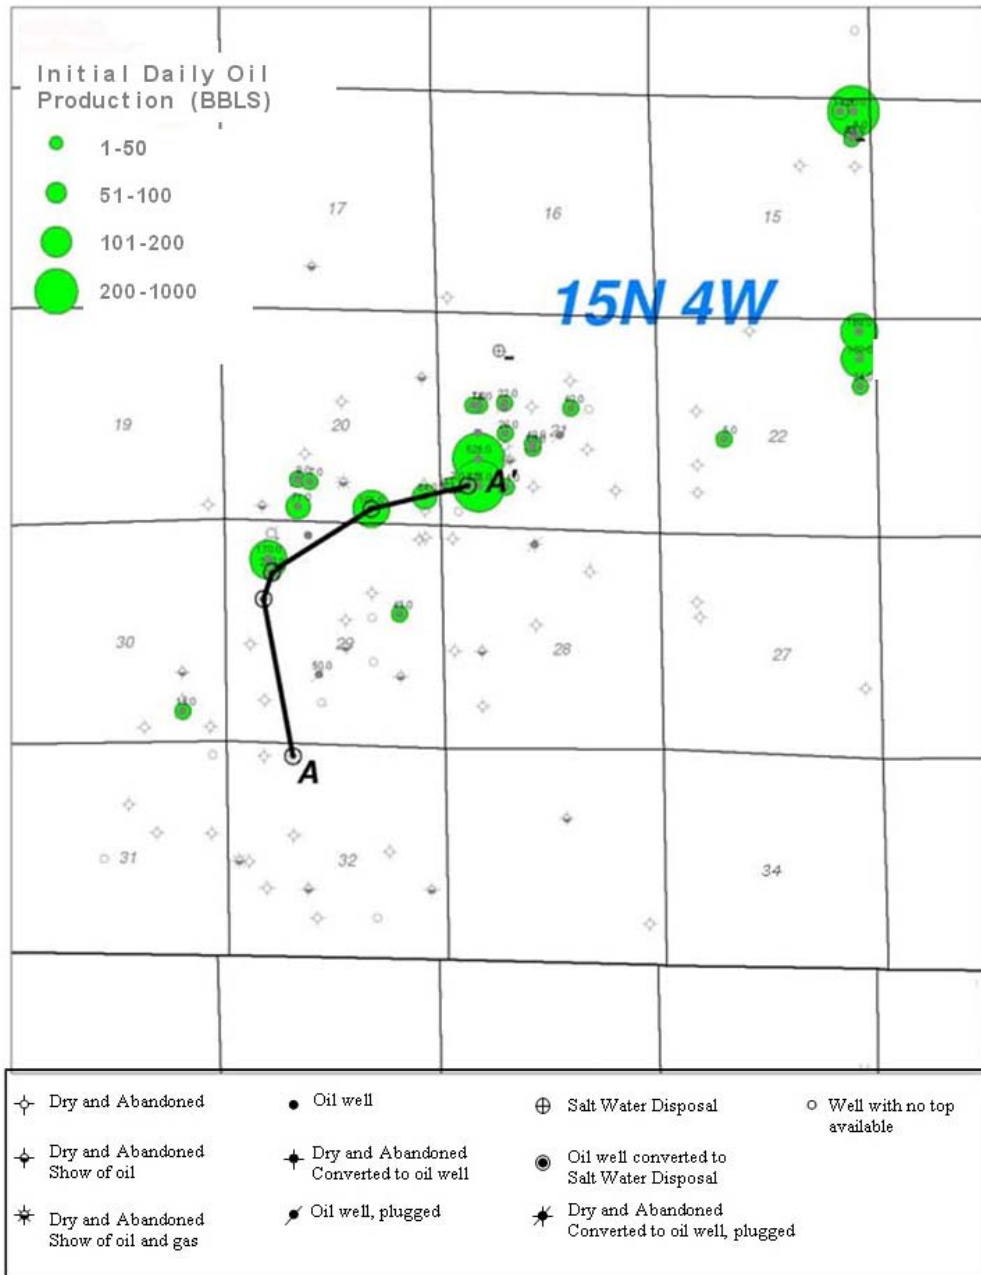 Initial Daily Oil
Production (BBLS)
1-50
51-100
101-200
200-1000
17
16
15
15N 4W
19
20
21
22
A'
30
29
28
27
50.0
A
31
32
34
Dry and Abandoned
Oil well
Salt Water Disposal
Well with no top
available
Dry and Abandoned
Show of oil
Dry and Abandoned
Converted to oil well
Oil well converted to
Salt Water Disposal
Dry and Abandoned
Show of oil and gas
Oil well, plugged
Dry and Abandoned
Converted to oil well, plugged